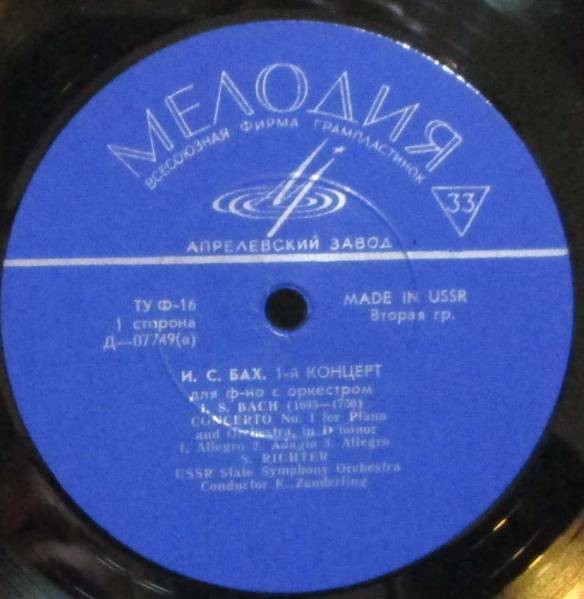 МЕЛОДИЯ
ВСЕСОЮЗНАЯ ФИРМА ГРАМПЛАСТИНОК
33
АПРЕЛЕВСКИЙ ЗАВОД
ТУ Ф-16
1 сторона
Д—07749(а)
MADE IN USSR
Вторая гр.
И. С. БАХ. 1-й КОНЦЕРТ
для ф-но с оркестром
I. S. BACH (1685—1750)
CONCERTO No. 1 for Piano
and Orchestra, in D minor
1. Allegro 2. Adagio 3. Allegro
S. RICHTER
USSR State Symphony Orchestra
Conductor K. Zanderling